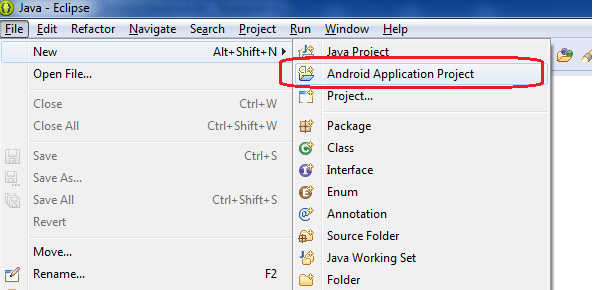 Java - Eclipse
File Edit Refactor Navigate Search Project Run Window Help
New Alt+Shift+N
Open File...
Close Ctrl+W
Close All Ctrl+Shift+W
Save Ctrl+S
Save As...
Save All Ctrl+Shift+S
Revert
Move...
Rename... F2
Java Project
Android Application Project
Project...
Package
Class
Interface
Enum
Annotation
Source Folder
Java Working Set
Folder